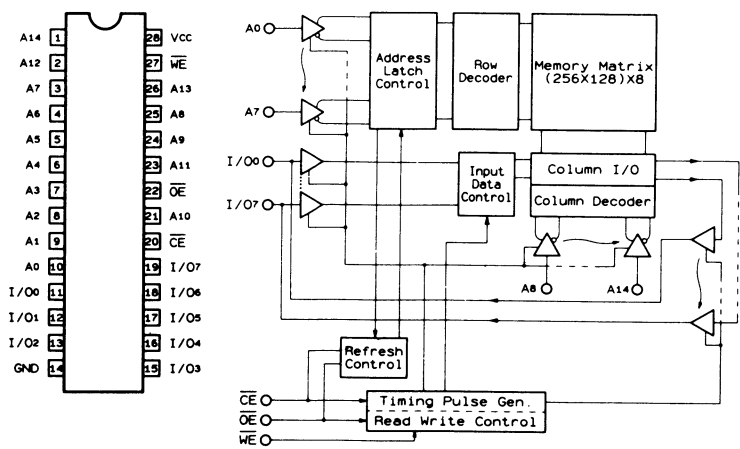 A14 1 28 VCC
A12 2 27 WE
A7 3 26 A13
A6 4 25 A8
A5 5 24 A9
A4 6 23 A11
A3 7 22 OE
A2 8 21 A10
A1 9 20 CE
A0 10 19 I/O7
I/O0 11 18 I/O6
I/O1 12 17 I/O5
I/O2 13 16 I/O4
GND 14 15 I/O3
A0
A7
Address
Latch
Control
Row
Decoder
Memory Matrix
(256X128)X8
I/O0
I/O7
Input
Data
Control
Column I/O
Column Decoder
A8
A14
Refresh
Control
CE
OE
WE
Timing Pulse Gen.
Read Write Control